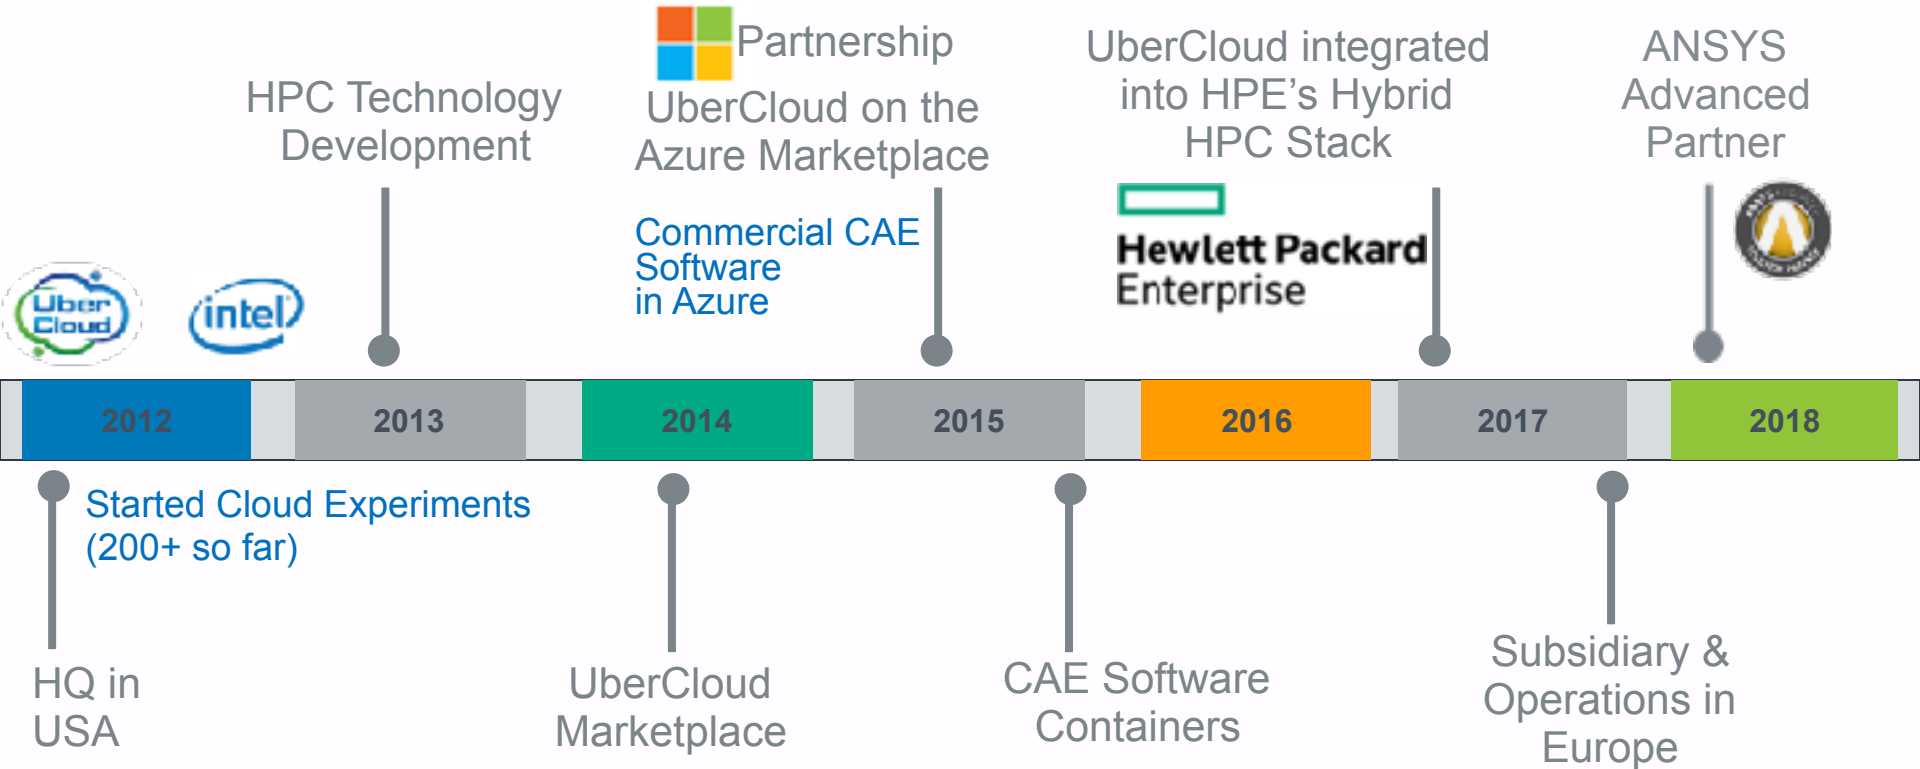 Partnership
UberCloud on the
Azure Marketplace
HPC Technology
Development
UberCloud integrated
into HPE's Hybrid
HPC Stack
ANSYS
Advanced
Partner
Commercial CAE
Software
in Azure
Hewlett Packard
Enterprise
Uber
Cloud
intel
2012
2013
2014
2015
2016
2017
2018
Started Cloud Experiments
(200+ so far)
HQ in
USA
UberCloud
Marketplace
CAE Software
Containers
Subsidiary &
Operations in
Europe